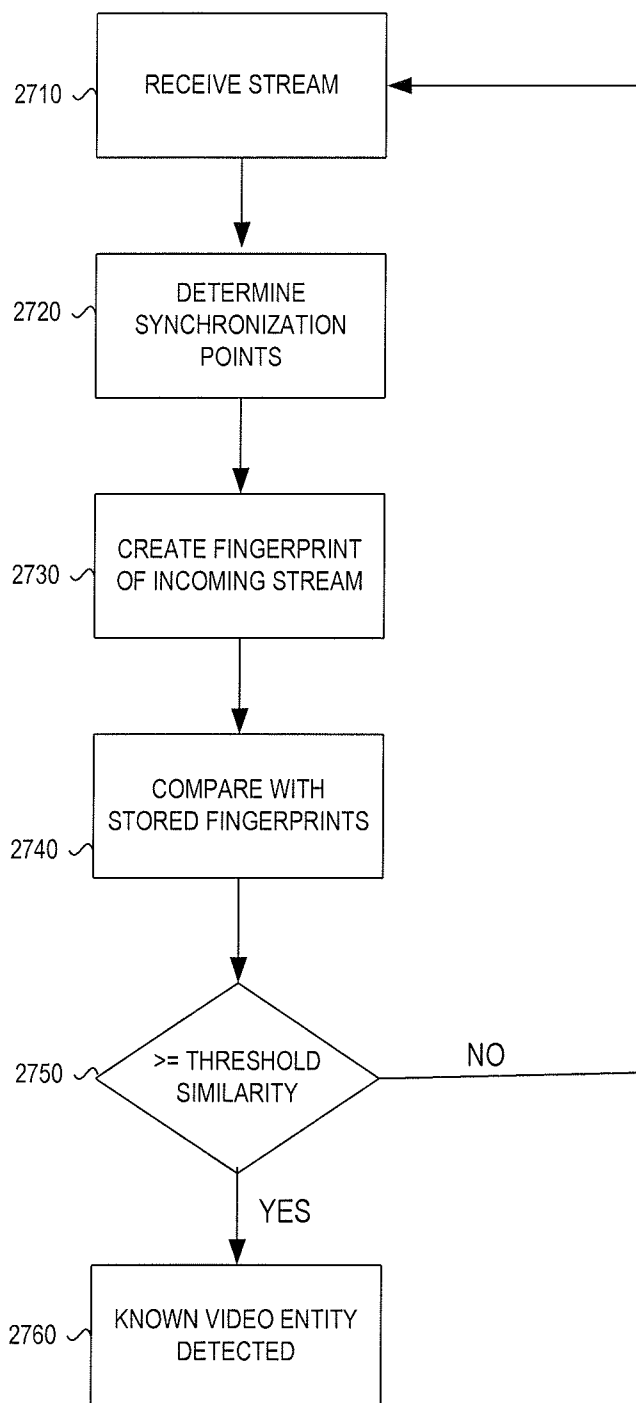 2710
RECEIVE STREAM
2720
DETERMINE
SYNCHRONIZATION
POINTS
2730
CREATE FINGERPRINT
OF INCOMING STREAM
2740
COMPARE WITH
STORED FINGERPRINTS
2750
>= THRESHOLD
SIMILARITY
NO
YES
2760
KNOWN VIDEO ENTITY
DETECTED